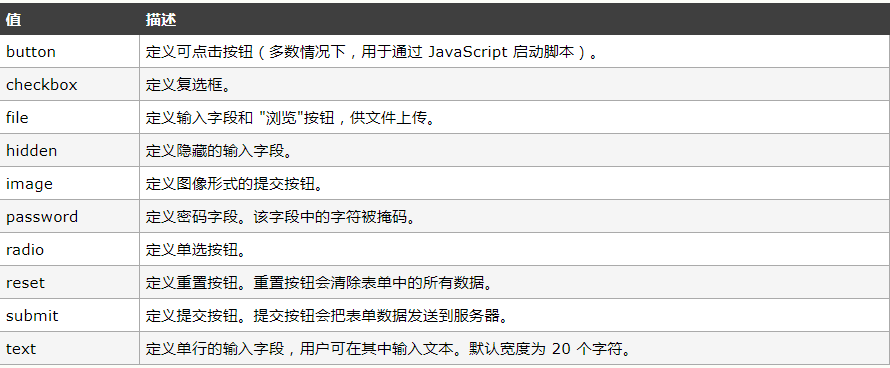 值 描述
button 定义可点击按钮（多数情况下，用于通过 JavaScript 启动脚本）。
checkbox 定义复选框。
file 定义输入字段和 "浏览"按钮，供文件上传。
hidden 定义隐藏的输入字段。
image 定义图像形式的提交按钮。
password 定义密码字段。该字段中的字符被掩码。
radio 定义单选按钮。
reset 定义重置按钮。重置按钮会清除表单中的所有数据。
submit 定义提交按钮。提交按钮会把表单数据发送到服务器。
text 定义单行的输入字段，用户可在其中输入文本。默认宽度为 20 个字符。